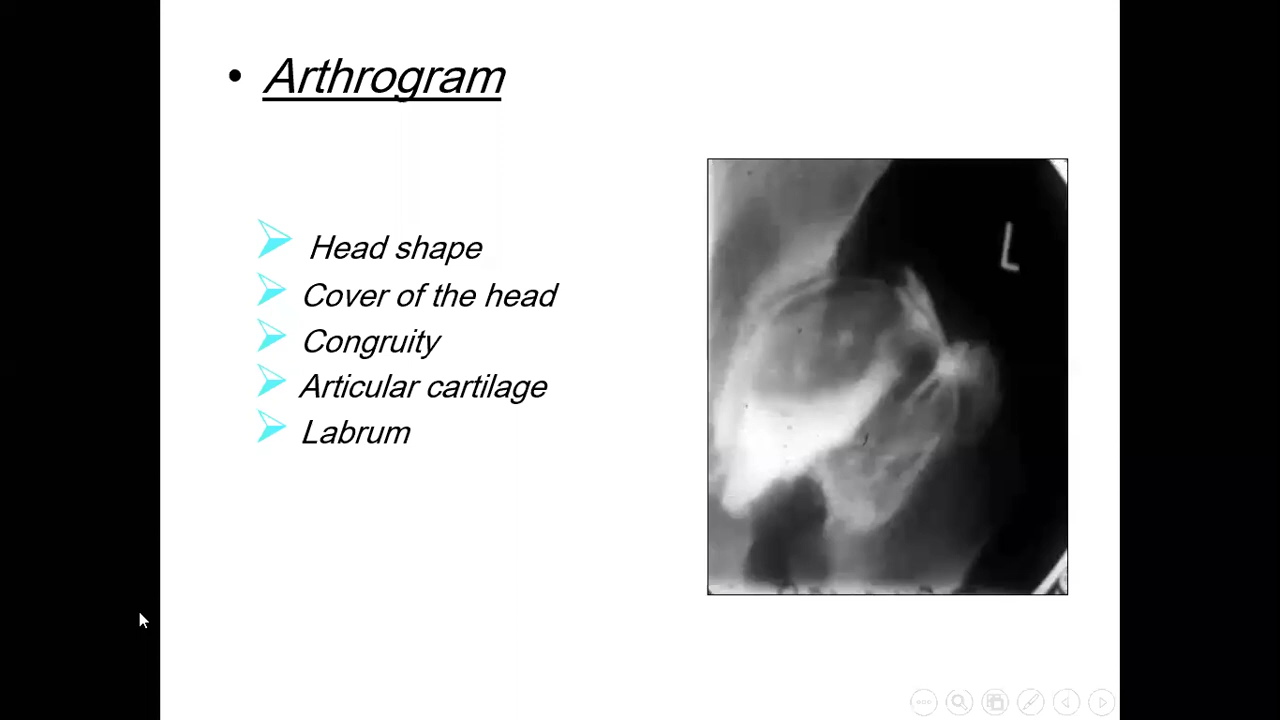 Arthrogram
Head shape
Cover of the head
Congruity
Articular cartilage
Labrum
L